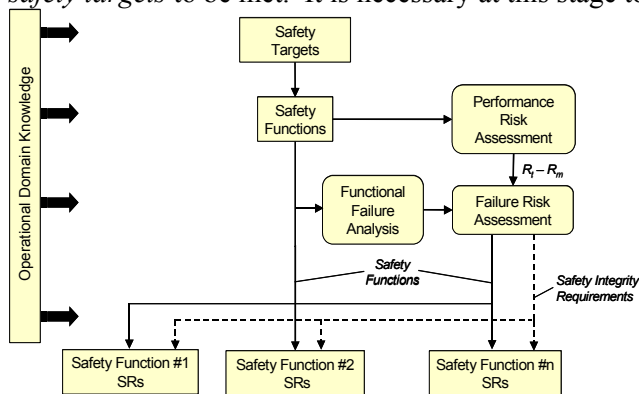 safety targets to be met. It is necessary at this stage to
Safety
Targets
Safety
Functions
Performance
Risk
Assessment
Rt – Rm
Functional
Failure
Analysis
Failure Risk
Assessment
Operational Domain Knowledge
Safety
Functions
Safety Integrity
Requirements
Safety Function #1
SRs
Safety Function #2
SRs
Safety Function #n
SRs